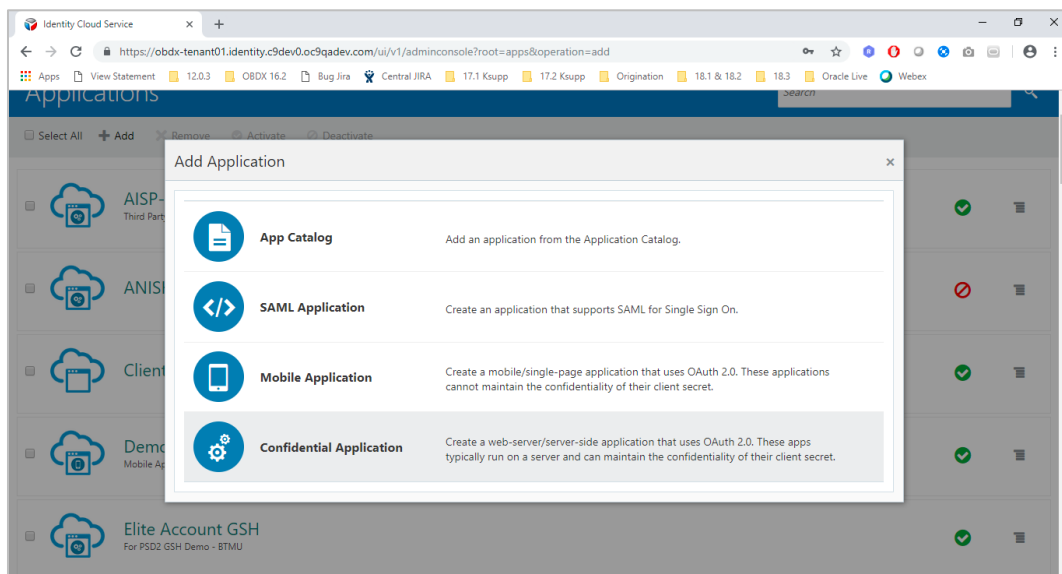 Identity Cloud Service
https://obdx-tenant01.identity.c9dev0.oc9qadev.com/ui/v1/adminconsole?root=apps&operation=add
Apps View Statement 12.0.3 OBDX 16.2 Bug Jira Central JIRA 17.1 Ksupp 17.2 Ksupp Origination 18.1 & 18.2 18.3 Oracle Live Webex
Applications Search
Select All Add Remove Activate Deactivate
Add Application
AISP-
Third Party
App Catalog Add an application from the Application Catalog.
ANISH
SAML Application Create an application that supports SAML for Single Sign On.
Client
Mobile Application Create a mobile/single-page application that uses OAuth 2.0. These applications
cannot maintain the confidentiality of their client secret.
Demo
Mobile Ap
Confidential Application Create a web-server/server-side application that uses OAuth 2.0. These apps
typically run on a server and can maintain the confidentiality of their client secret.
Elite Account GSH
For PSD2 GSH Demo - BTMU